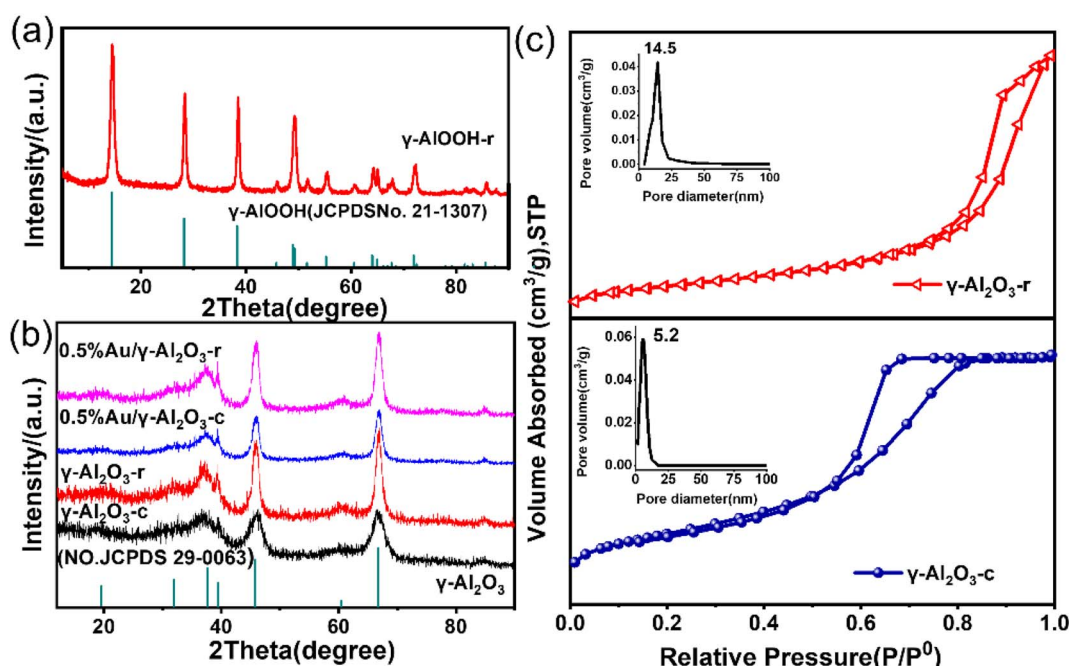 (a)
Intensity/(a.u.)
γ-AlOOH-r
γ-AlOOH(JCPDSNo. 21-1307)
20 40 60 80
2Theta(degree)
(b)
Intensity/(a.u.)
0.5%Au/γ-Al₂O₃-r
0.5%Au/γ-Al₂O₃-c
γ-Al₂O₃-r
γ-Al₂O₃-c
(NO.JCPDS 29-0063)
γ-Al₂O₃
20 40 60 80
2Theta(degree)
(c)
Volume Absorbed (cm³/g),STP
14.5
Pore volume(cm³/g)
0.04
0.03
0.02
0.01
0.00
0 25 50 75 100
Pore diameter(nm)
γ-Al₂O₃-r
5.2
Pore volume(cm³/g)
0.06
0.04
0.02
0.00
0 25 50 75 100
Pore diameter(nm)
γ-Al₂O₃-c
0.0 0.2 0.4 0.6 0.8 1.0
Relative Pressure(P/P⁰)